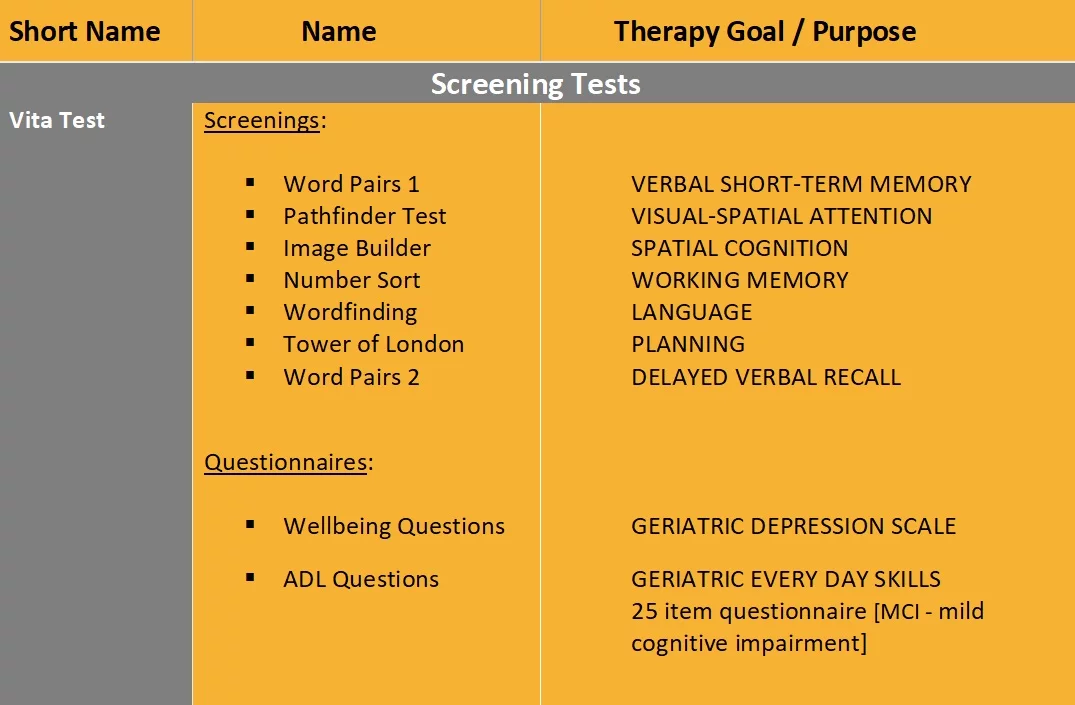 Short Name Name Therapy Goal / Purpose
Screening Tests
Vita Test Screenings:
▪ Word Pairs 1 VERBAL SHORT-TERM MEMORY
▪ Pathfinder Test VISUAL-SPATIAL ATTENTION
▪ Image Builder SPATIAL COGNITION
▪ Number Sort WORKING MEMORY
▪ Wordfinding LANGUAGE
▪ Tower of London PLANNING
▪ Word Pairs 2 DELAYED VERBAL RECALL
Questionnaires:
▪ Wellbeing Questions GERIATRIC DEPRESSION SCALE
▪ ADL Questions GERIATRIC EVERY DAY SKILLS
25 item questionnaire [MCI - mild
cognitive impairment]